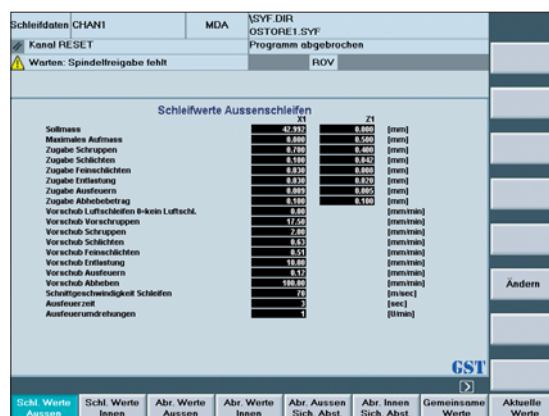 Schleifdaten CHAN1 MDA \SYF.DIR
OSTORE1.SYF
Kanal RESET Programm abgebrochen
Warten: Spindelfreigabe fehlt ROV
Schleifwerte Aussenschleifen
X1 Z1
Sollmass 42.992 0.000 [mm]
Maximales Aufmass 0.800 0.500 [mm]
Zugabe Schruppen 0.700 0.400 [mm]
Zugabe Schlichten 0.100 0.042 [mm]
Zugabe Feinschlichten 0.030 0.000 [mm]
Zugabe Entlastung 0.030 0.020 [mm]
Zugabe Ausfeuern 0.009 0.005 [mm]
Zugabe Abhebebetrag 0.100 0.100 [mm]
Vorschub Luftschleifen 0=kein Luftschl. 0.00 [mm/min]
Vorschub Vorschruppen 17.50 [mm/min]
Vorschub Schruppen 2.00 [mm/min]
Vorschub Schlichten 0.63 [mm/min]
Vorschub Feinschlichten 0.51 [mm/min]
Vorschub Entlastung 10.00 [mm/min]
Vorschub Ausfeuern 0.12 [mm/min]
Vorschub Abheben 100.00 [mm/min]
Schnittgeschwindigkeit Schleifen 70 [m/sec]
Ausfeuerzeit 3 [sec]
Ausfeuerumdrehungen 1 [U/min]
Ändern
GST
Schl. Werte Aussen
Schl. Werte Innen
Abr. Werte Aussen
Abr. Werte Innen
Abr. Aussen Sich. Abst.
Abr. Innen Sich. Abst.
Gemeinsame Werte
Aktuelle Werte